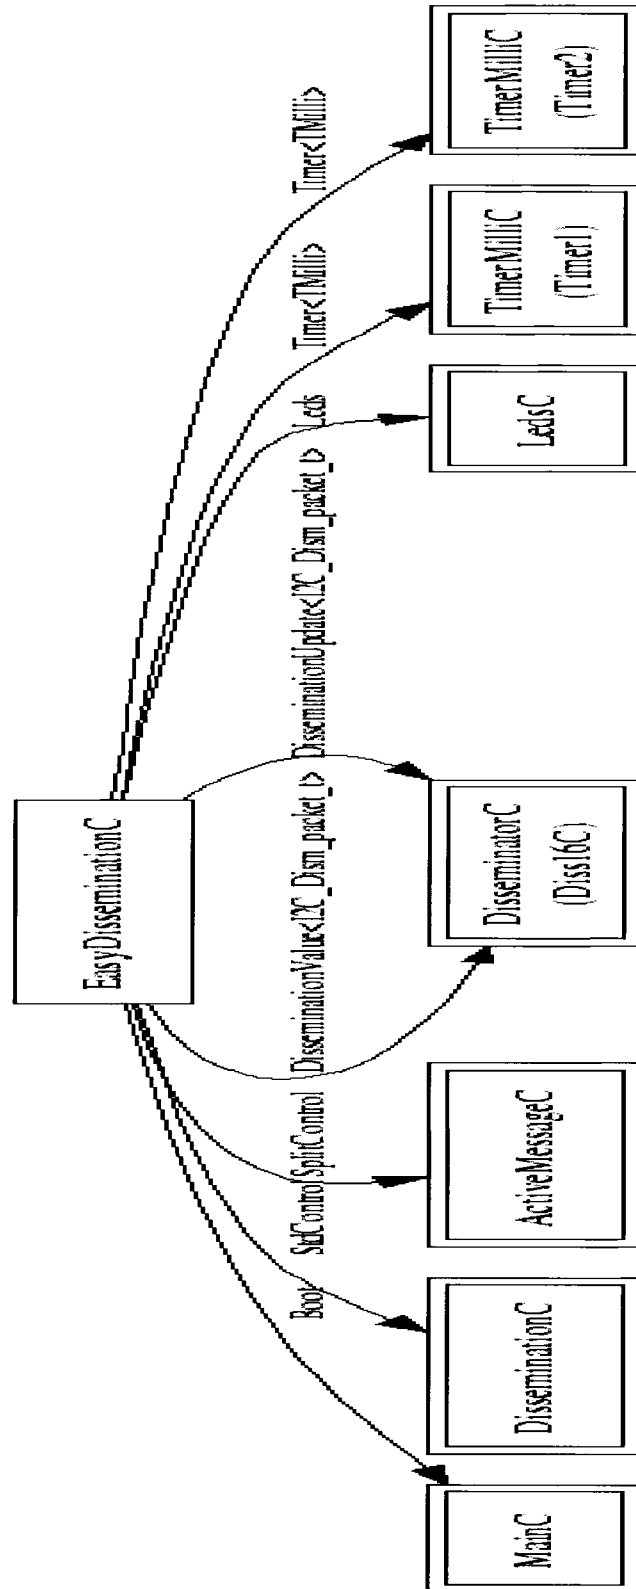 EasyDisseminationC
Boot
StdControl
SplitControl
DisseminationValue<I2C_Dism_packet_t>
DisseminationUpdate<I2C_Dism_packet_t>
Leds
Timer<TMilli>
Timer<TMilli>
MainC
DisseminationC
ActiveMessageC
DisseminatorC
(Diss16C)
LedsC
TimerMilliC
(Timer1)
TimerMilliC
(Timer2)